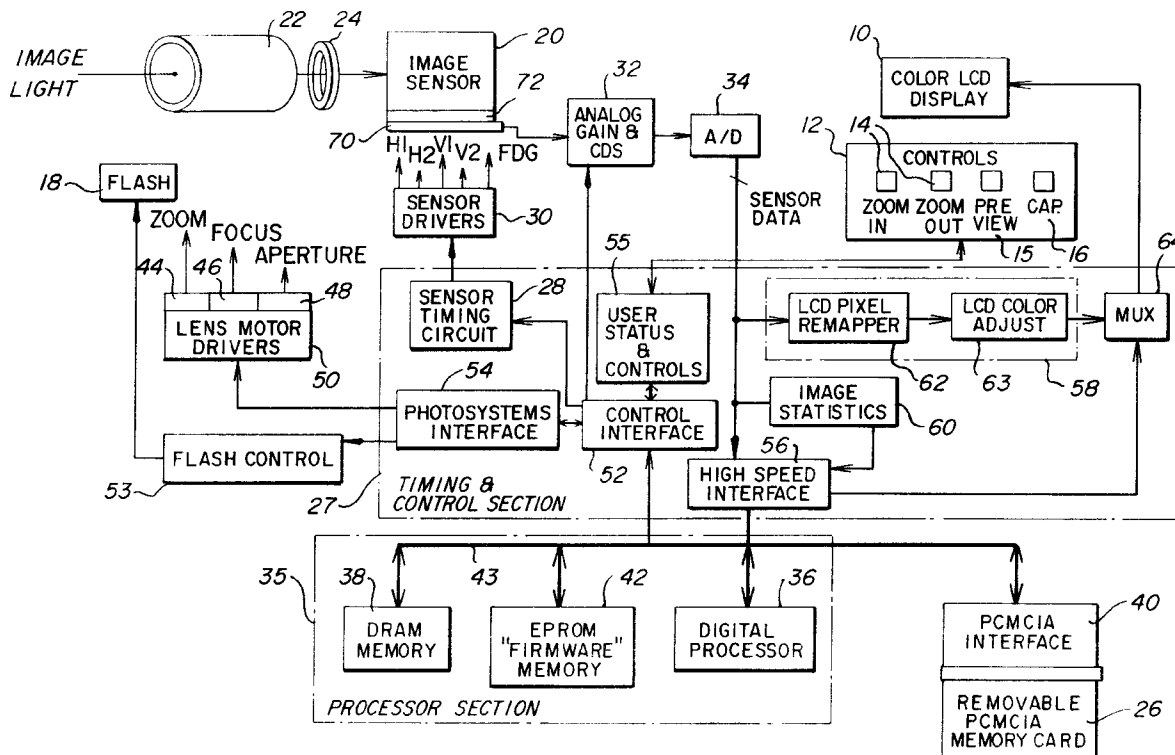 22
24
20
IMAGE
LIGHT
IMAGE
SENSOR
72
70
32
ANALOG
GAIN &
CDS
34
A/D
10
COLOR LCD
DISPLAY
12
14
CONTROLS
ZOOM
IN
ZOOM
OUT
PRE
VIEW
CAP.
15
16
H1
H2
V1
V2
FDG
18
FLASH
SENSOR
DRIVERS
30
SENSOR
DATA
ZOOM
FOCUS
APERTURE
44
46
48
LENS MOTOR
DRIVERS
50
SENSOR
TIMING
CIRCUIT
28
55
USER
STATUS
&
CONTROLS
LCD PIXEL
REMAPPER
62
LCD COLOR
ADJUST
63
58
64
MUX
54
PHOTOSYSTEMS
INTERFACE
CONTROL
INTERFACE
52
IMAGE
STATISTICS
60
FLASH CONTROL
53
27
TIMING &
CONTROL SECTION
56
HIGH SPEED
INTERFACE
35
43
38
DRAM
MEMORY
42
EPROM
"FIRMWARE"
MEMORY
36
DIGITAL
PROCESSOR
PROCESSOR SECTION
40
PCMCIA
INTERFACE
REMOVABLE
PCMCIA
MEMORY CARD
26